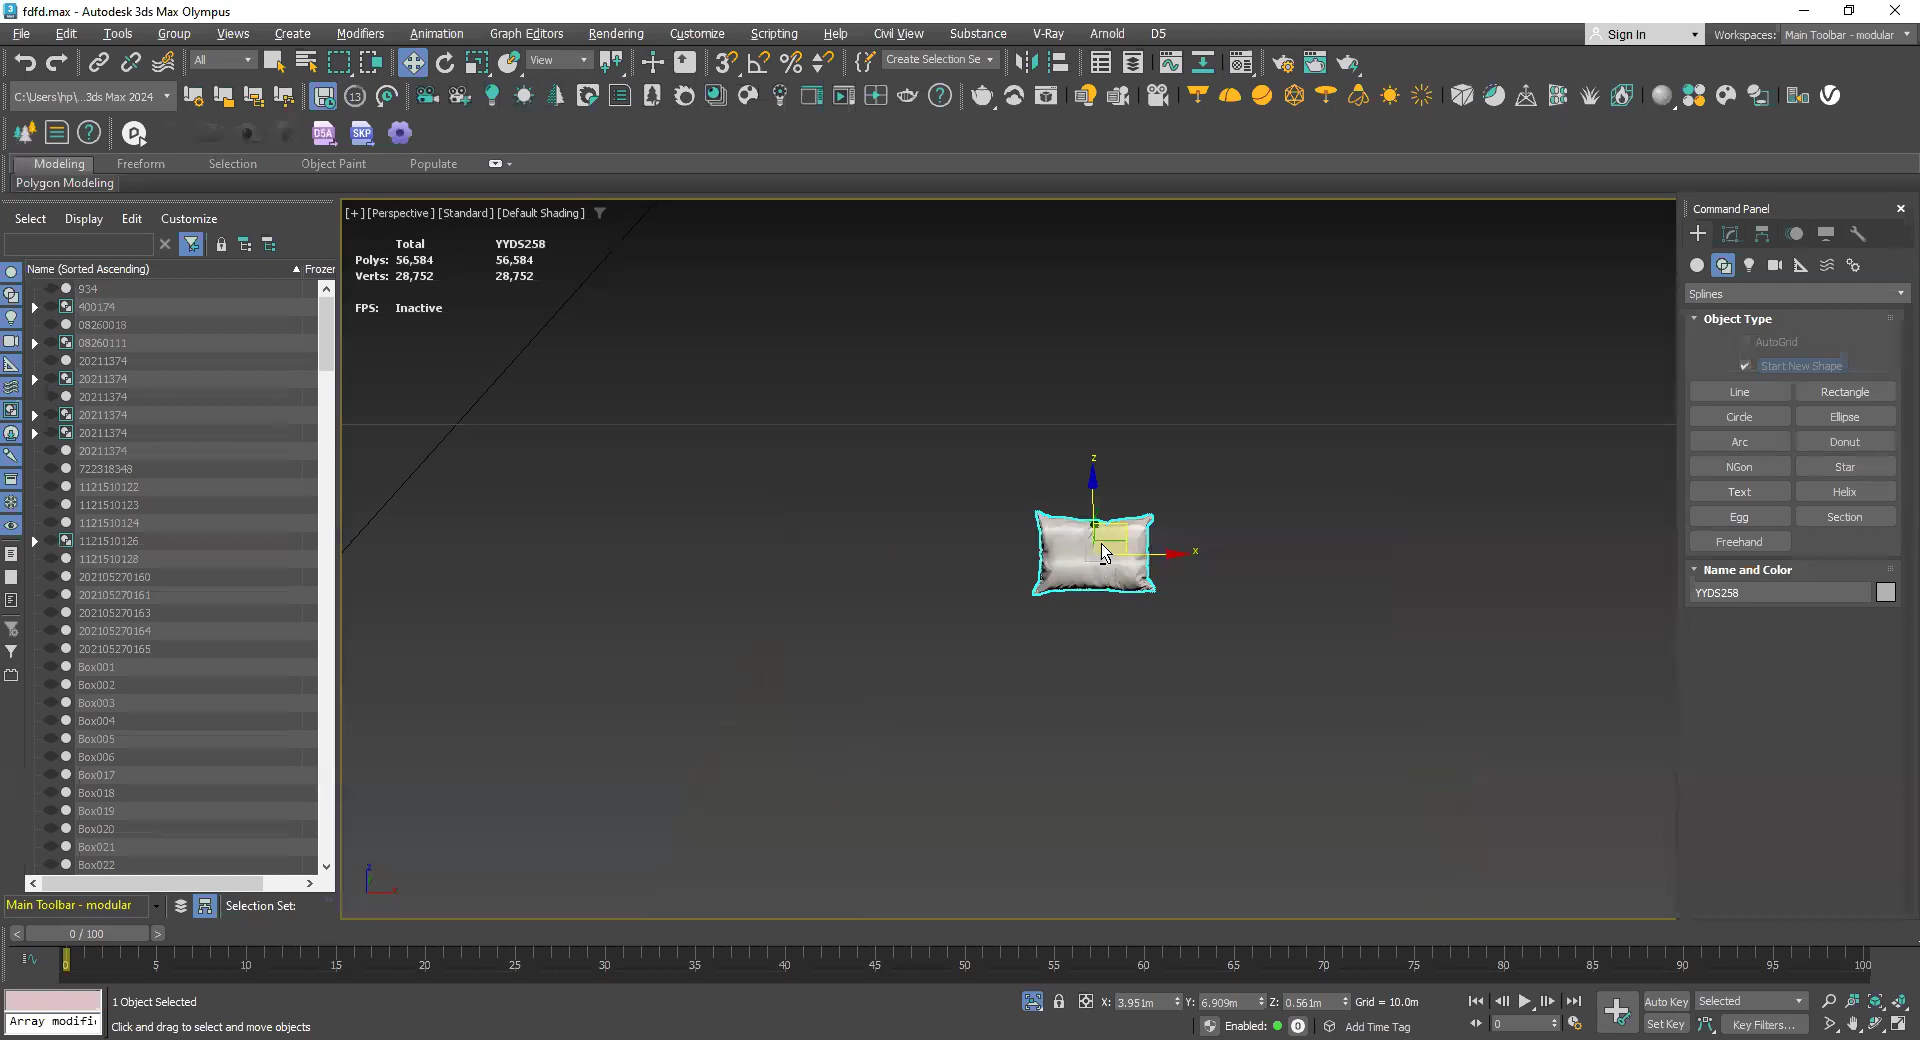 fdfd.max - Autodesk 3ds Max Olympus
File Edit Tools Group Views Create Modifiers Animation Graph Editors Rendering Customize Scripting Help Civil View Substance V-Ray Arnold D5
Sign In Workspaces: Main Toolbar - modular
All View Create Selection Se
C:\Users\hp\...3ds Max 2024 13
D5A SKP
Modeling Freeform Selection Object Paint Populate
Polygon Modeling
Select Display Edit Customize
[+] [Perspective] [Standard] [Default Shading]
Command Panel
Name (Sorted Ascending) Frozen
934
400174
08260018
08260111
20211374
20211374
20211374
20211374
20211374
20211374
722318348
1121510122
1121510123
1121510124
1121510126
1121510128
202105270160
202105270161
202105270163
202105270164
202105270165
Box001
Box002
Box003
Box004
Box005
Box006
Box017
Box018
Box019
Box020
Box021
Box022
Total YYDS258
Polys: 56,584 56,584
Verts: 28,752 28,752
FPS: Inactive
z
x
z
x
Splines
Object Type
AutoGrid
Start New Shape
Line Rectangle
Circle Ellipse
Arc Donut
NGon Star
Text Helix
Egg Section
Freehand
Name and Color
YYDS258
Main Toolbar - modular Selection Set:
< 0 / 100 >
0 5 10 15 20 25 30 35 40 45 50 55 60 65 70 75 80 85 90 95 100
1 Object Selected X: 3.951m Y: 6.909m Z: 0.561m Grid = 10.0m Auto Key Selected
Array modifi Click and drag to select and move objects Enabled: 0 Add Time Tag 0 Set Key Key Filters...